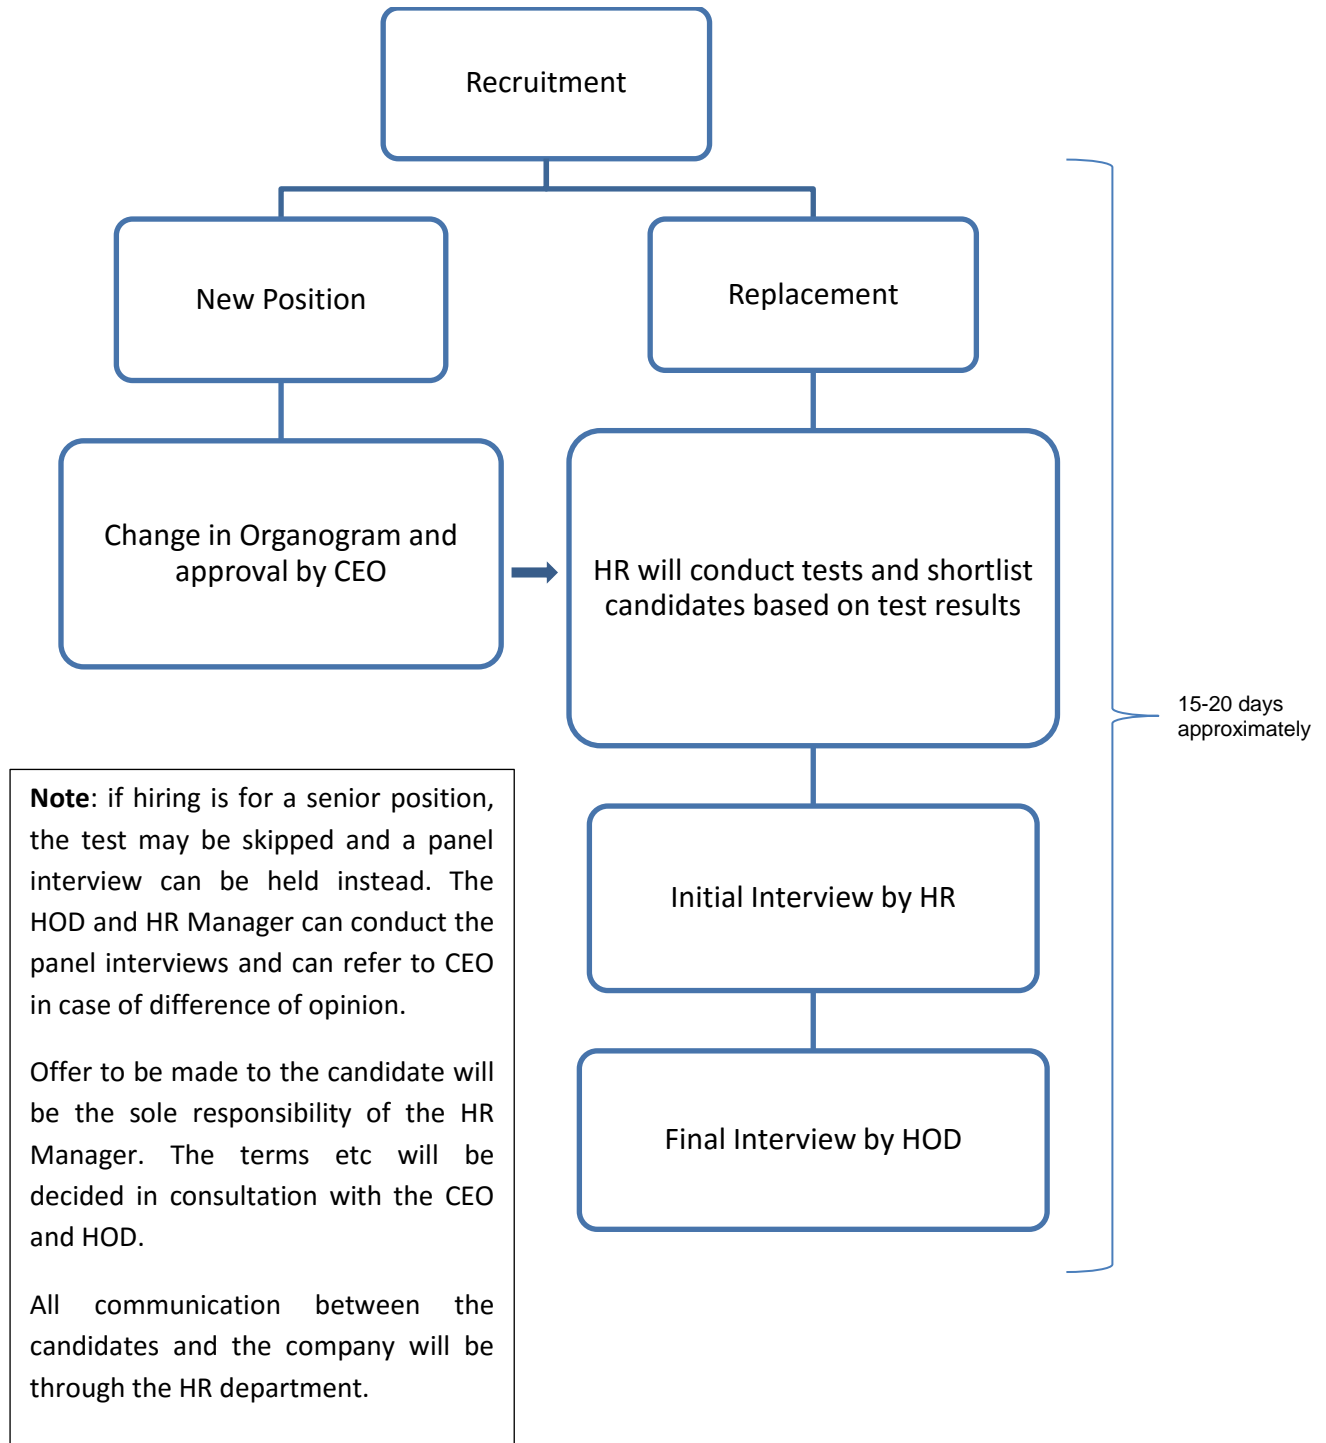 Recruitment
New Position
Replacement
Change in Organogram and
approval by CEO
HR will conduct tests and shortlist
candidates based on test results
15-20 days
approximately
Initial Interview by HR
Final Interview by HOD
Note: if hiring is for a senior position,
the test may be skipped and a panel
interview can be held instead. The
HOD and HR Manager can conduct the
panel interviews and can refer to CEO
in case of difference of opinion.
Offer to be made to the candidate will
be the sole responsibility of the HR
Manager. The terms etc will be
decided in consultation with the CEO
and HOD.
All communication between the
candidates and the company will be
through the HR department.